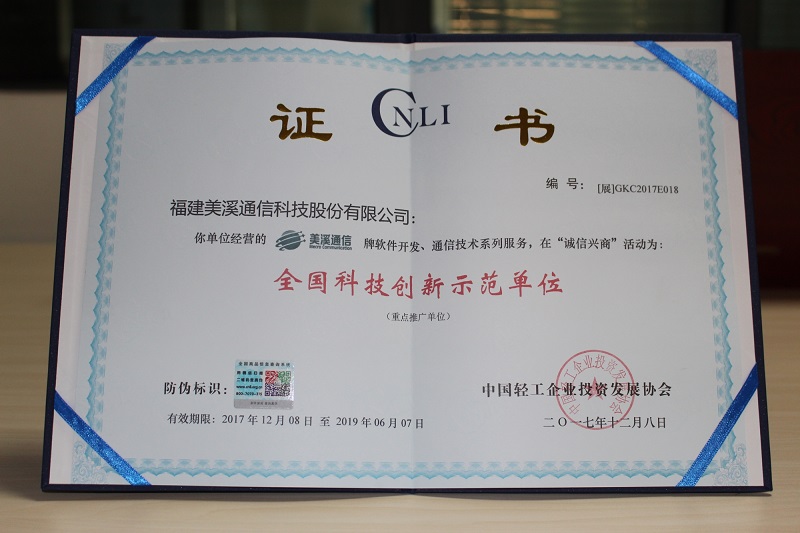 证 CNLI 书
编 号： [展]GKC2017E018
福建美溪通信科技股份有限公司：
你单位经营的 美溪通信 牌软件开发、通信技术系列服务，在“诚信兴商”活动为：
全国科技创新示范单位
（重点推广单位）
防伪标识：
中国轻工企业投资发展协会
有效期限：2017 年 12 月 08 日 至 2019 年 06 月 07 日
二〇一七年十二月八日